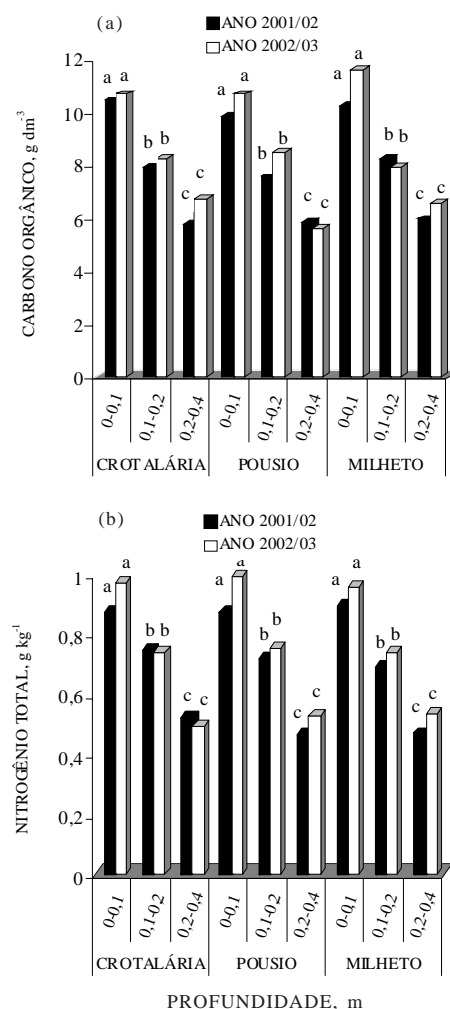 (a)
ANO 2001/02
ANO 2002/03
CARBONO ORGÂNICO, g dm-3
12
10
8
6
4
2
0
a a
b b
c c
a a
b b
c c
a a
b b
c c
0-0,1 0,1-0,2 0,2-0,4 0-0,1 0,1-0,2 0,2-0,4 0-0,1 0,1-0,2 0,2-0,4
CROTALÁRIA POUSIO MILHETO
(b)
ANO 2001/02
ANO 2002/03
NITROGÊNIO TOTAL, g kg-1
1
0,8
0,6
0,4
0,2
0
a a
b b
c c
a a
b b
c c
a a
b b
c c
0-0,1 0,1-0,2 0,2-0,4 0-0,1 0,1-0,2 0,2-0,4 0-0,1 0,1-0,2 0,2-0,4
CROTALÁRIA POUSIO MILHETO
PROFUNDIDADE, m